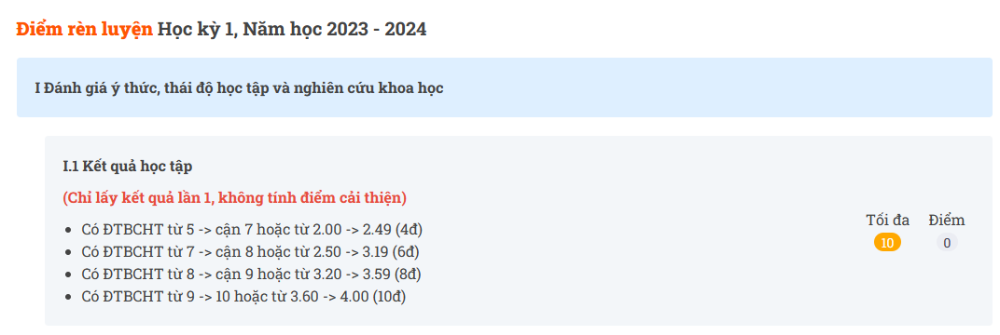 Điểm rèn luyện Học kỳ 1, Năm học 2023 - 2024
I Đánh giá ý thức, thái độ học tập và nghiên cứu khoa học
I.1 Kết quả học tập
(Chỉ lấy kết quả lần 1, không tính điểm cải thiện)
Có ĐTBCHT từ 5 -> cận 7 hoặc từ 2.00 -> 2.49 (4đ)
Có ĐTBCHT từ 7 -> cận 8 hoặc từ 2.50 -> 3.19 (6đ)
Có ĐTBCHT từ 8 -> cận 9 hoặc từ 3.20 -> 3.59 (8đ)
Có ĐTBCHT từ 9 -> 10 hoặc từ 3.60 -> 4.00 (10đ)
Tối đa Điểm
10 0